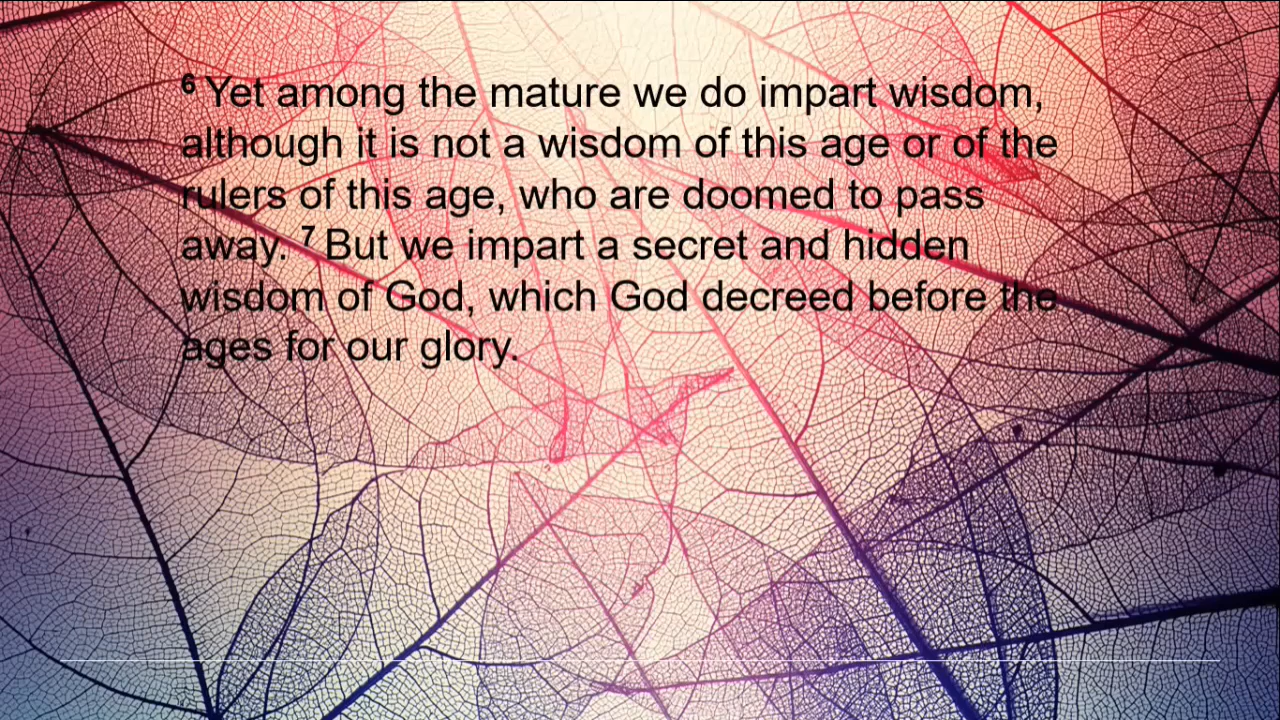 6 Yet among the mature we do impart wisdom,
although it is not a wisdom of this age or of the
rulers of this age, who are doomed to pass
away. 7 But we impart a secret and hidden
wisdom of God, which God decreed before the
ages for our glory.